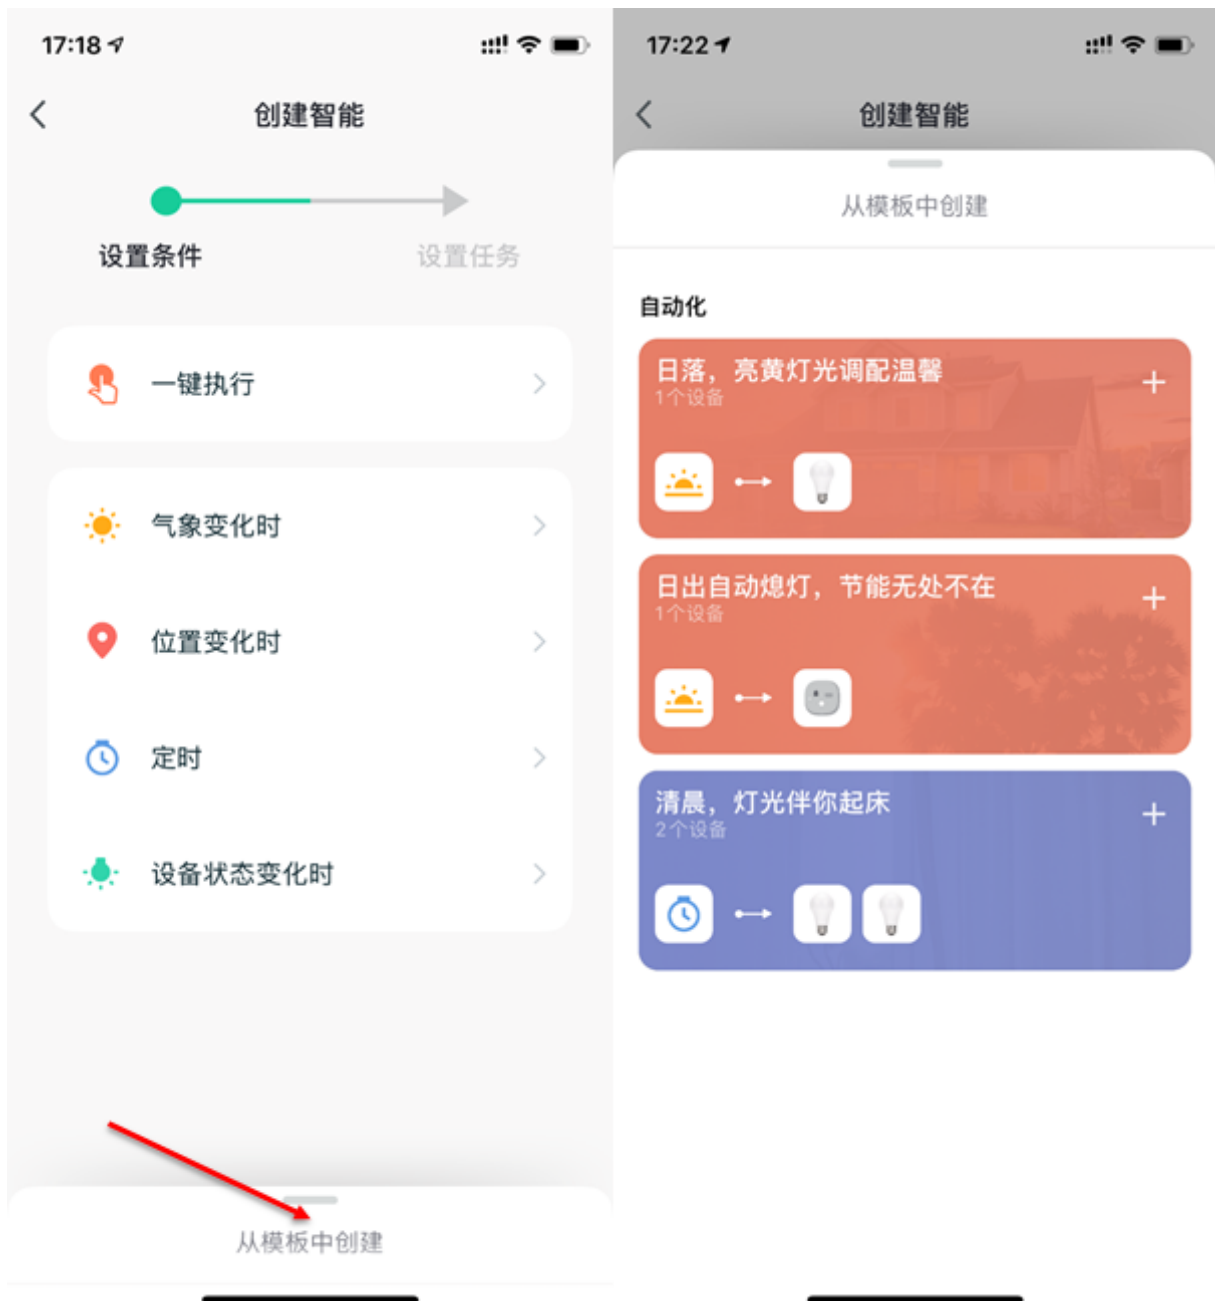 17:18
创建智能
设置条件
设置任务
一键执行
气象变化时
位置变化时
定时
设备状态变化时
从模板中创建
17:22
创建智能
从模板中创建
自动化
日落，亮黄灯光调配温馨
1个设备
日出自动熄灯，节能无处不在
1个设备
清晨，灯光伴你起床
2个设备